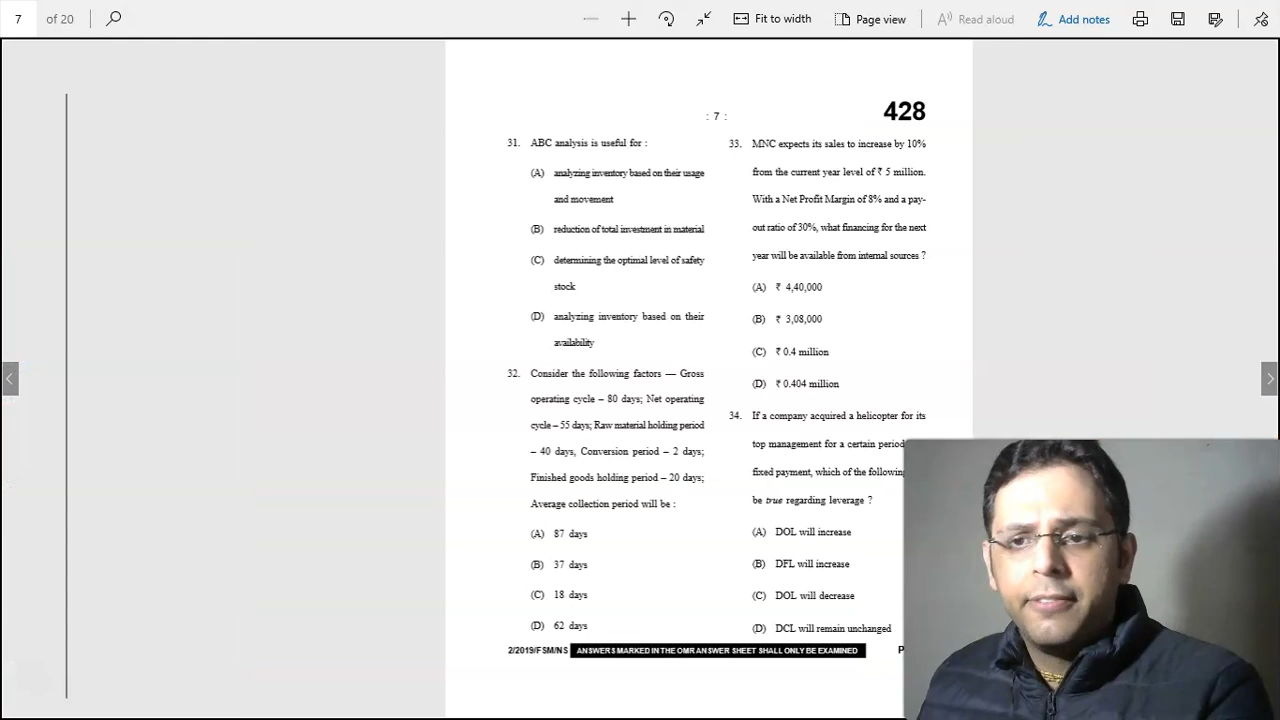 7 of 20 Fit to width Page view Read aloud Add notes
: 7 :
428
31. ABC analysis is useful for :
(A) analyzing inventory based on their usage
and movement
(B) reduction of total investment in material
(C) determining the optimal level of safety
stock
(D) analyzing inventory based on their
availability
32. Consider the following factors — Gross
operating cycle – 80 days; Net operating
cycle – 55 days; Raw material holding period
– 40 days, Conversion period – 2 days;
Finished goods holding period – 20 days;
Average collection period will be :
(A) 87 days
(B) 37 days
(C) 18 days
(D) 62 days
33. MNC expects its sales to increase by 10%
from the current year level of ₹ 5 million.
With a Net Profit Margin of 8% and a pay-
out ratio of 30%, what financing for the next
year will be available from internal sources ?
(A) ₹ 4,40,000
(B) ₹ 3,08,000
(C) ₹ 0.4 million
(D) ₹ 0.404 million
34. If a company acquired a helicopter for its
top management for a certain period
fixed payment, which of the following
be true regarding leverage ?
(A) DOL will increase
(B) DFL will increase
(C) DOL will decrease
(D) DCL will remain unchanged
2/2019/FSM/NS ANSWERS MARKED IN THE OMR ANSWER SHEET SHALL ONLY BE EXAMINED P